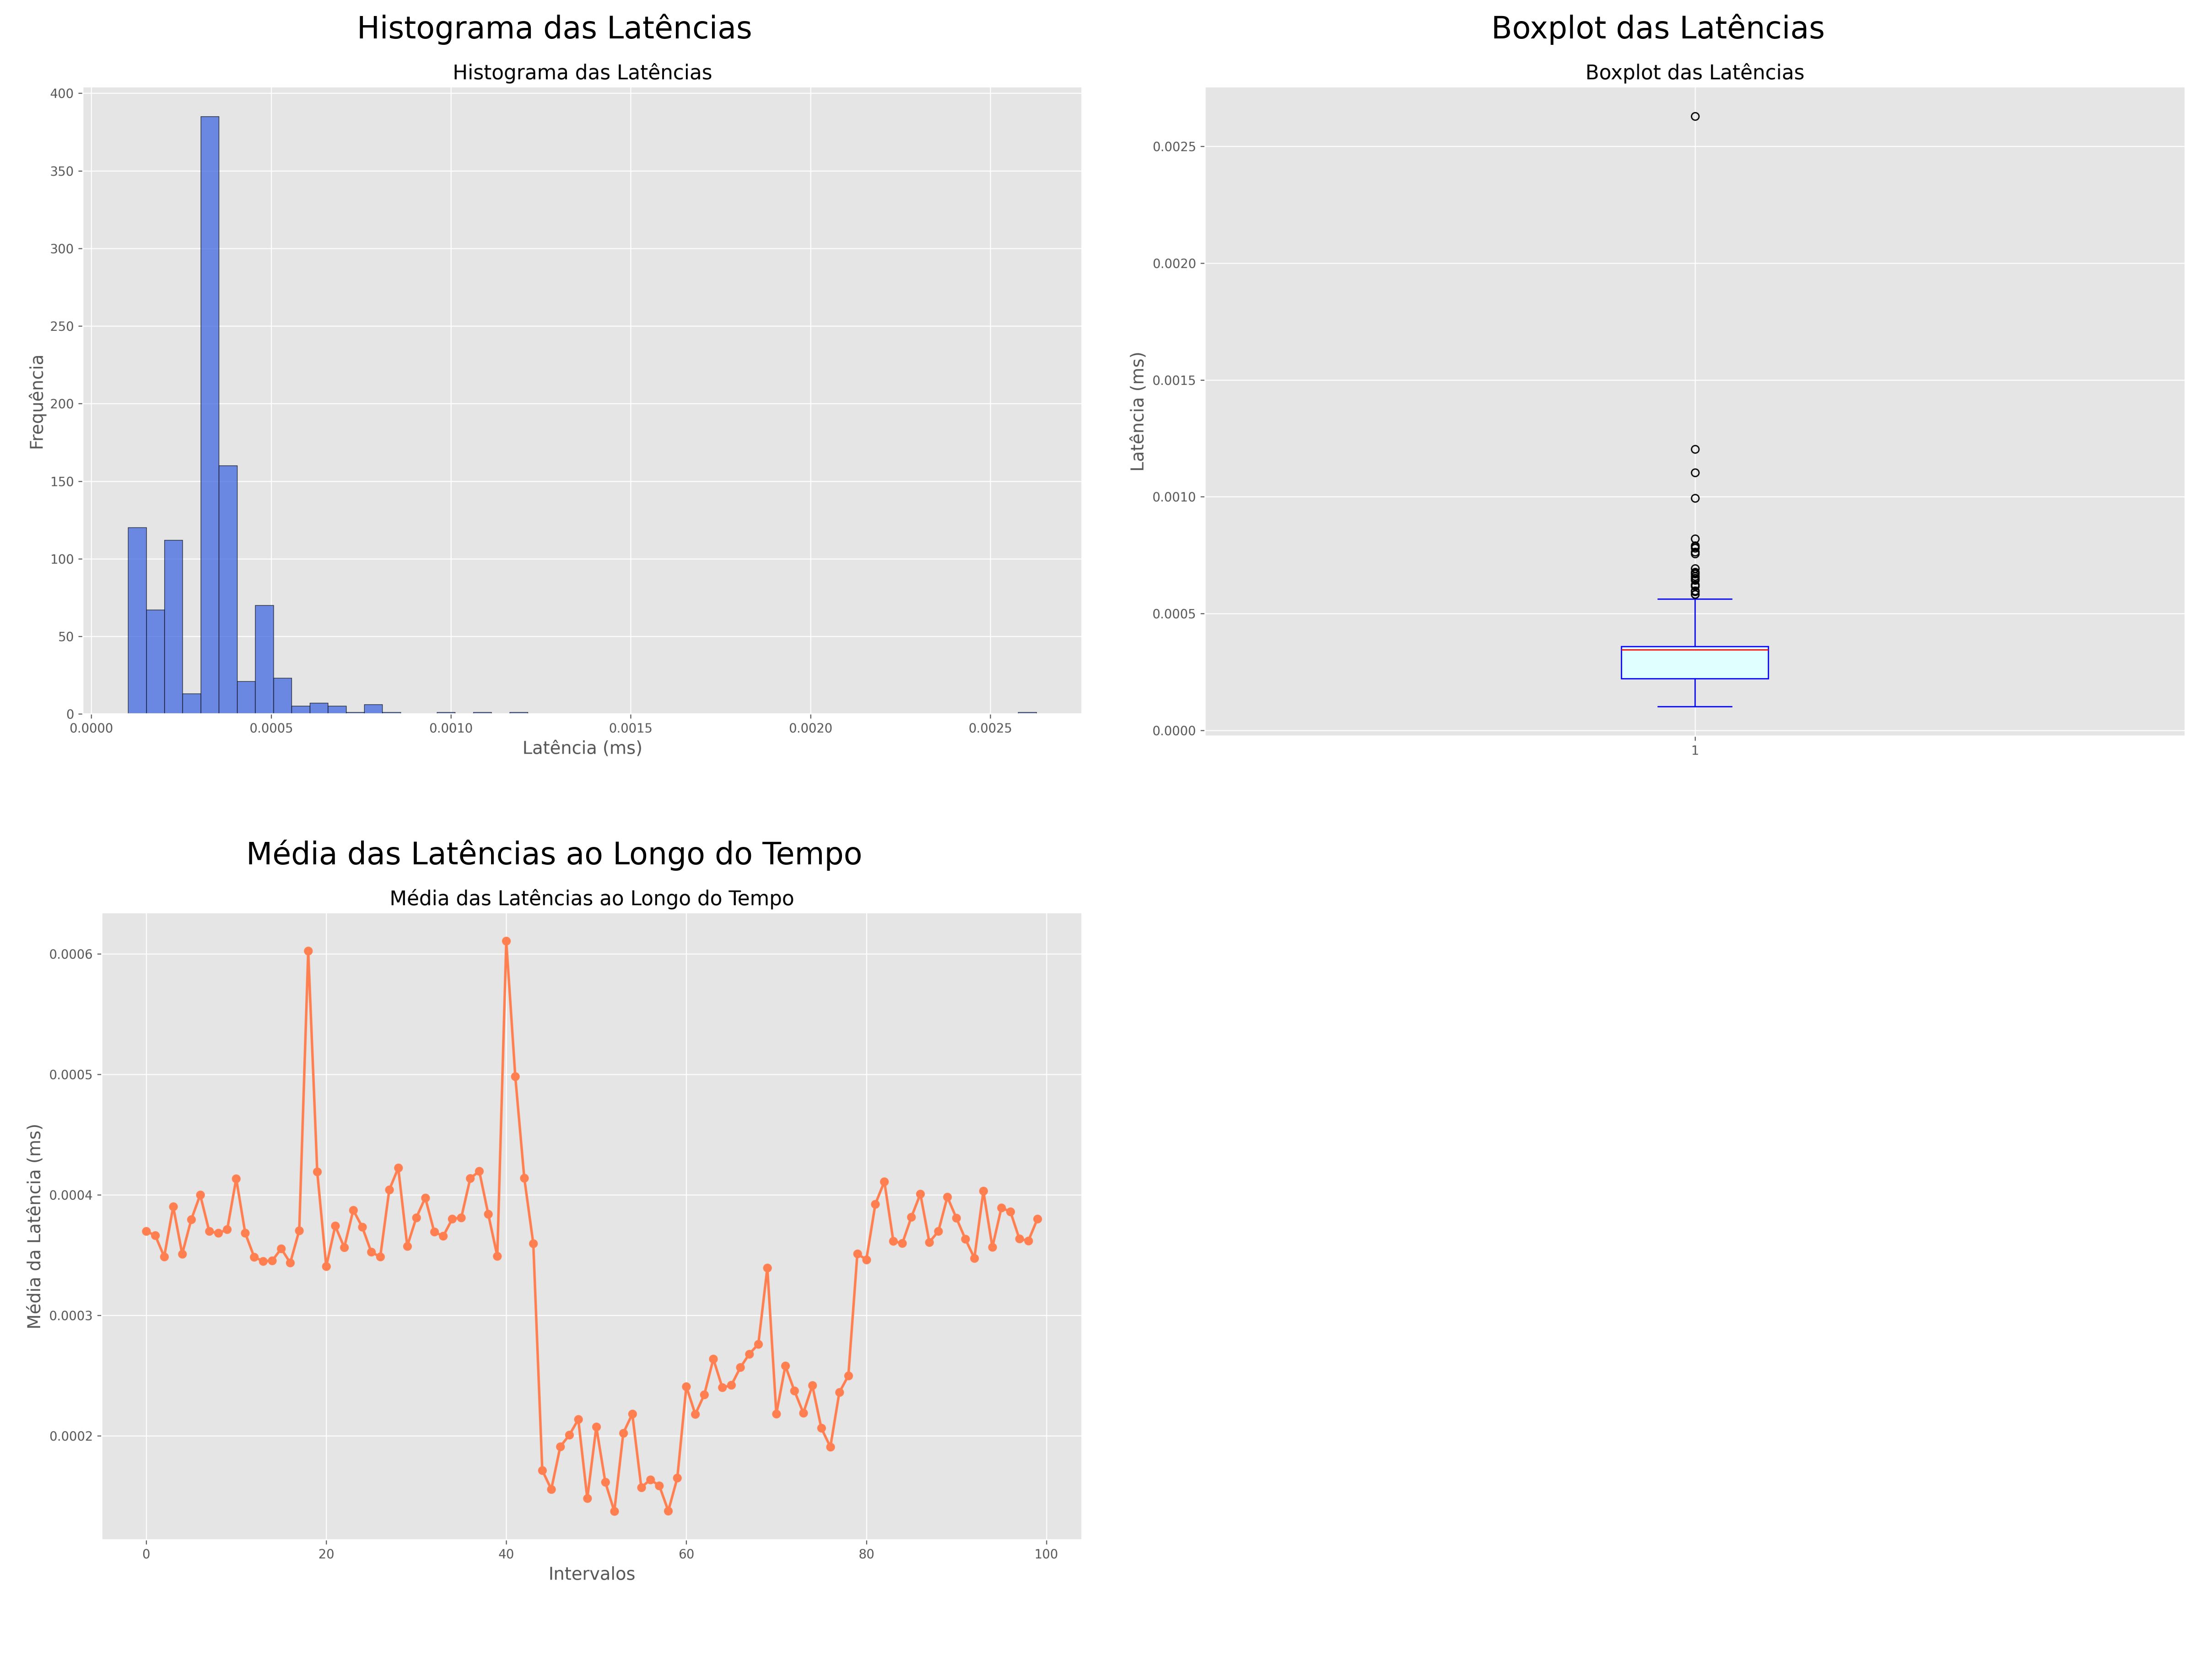 Histograma das Latências
Histograma das Latências
400
350
300
250
200
150
100
50
0
Frequência
0.0000 0.0005 0.0010 0.0015 0.0020 0.0025
Latência (ms)
Boxplot das Latências
Boxplot das Latências
0.0025
0.0020
0.0015
0.0010
0.0005
0.0000
Latência (ms)
1
Média das Latências ao Longo do Tempo
Média das Latências ao Longo do Tempo
0.0006
0.0005
0.0004
0.0003
0.0002
Média da Latência (ms)
0 20 40 60 80 100
Intervalos